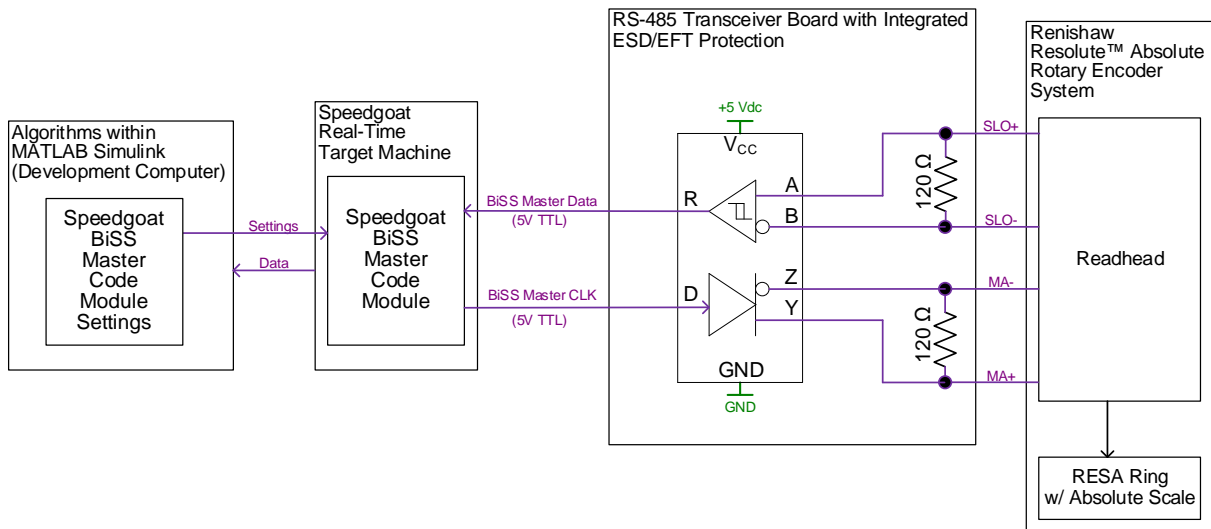 Algorithms within
MATLAB Simulink
(Development Computer)
Speedgoat
BiSS
Master
Code
Module
Settings
Settings
Data
Speedgoat
Real-Time
Target Machine
Speedgoat
BiSS
Master
Code
Module
BiSS Master Data
(5V TTL)
BiSS Master CLK
(5V TTL)
RS-485 Transceiver Board with Integrated
ESD/EFT Protection
+5 Vdc
VCC
R
A
B
D
Z
Y
GND
GND
120 Ω
120 Ω
SLO+
SLO-
MA-
MA+
Renishaw
Resolute™ Absolute
Rotary Encoder
System
Readhead
RESA Ring
w/ Absolute Scale